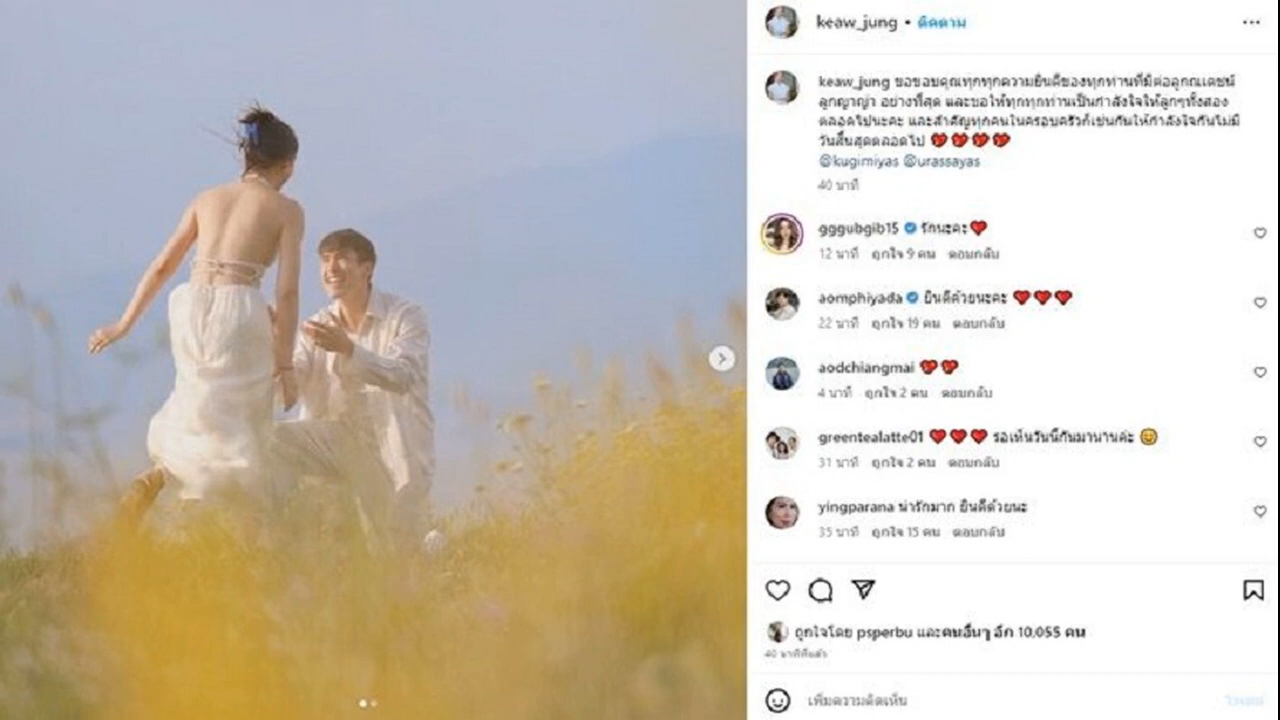 keaw_jung • ติดตาม
keaw_jung ขอขอบคุณทุกทุกความยินดีของทุกท่านที่มีต่อลูกณเดชน์
ลูกญาญ่า อย่างที่สุด และขอให้ทุกทุกท่านเป็นกำลังใจให้ลูกๆทั้งสอง
ตลอดไปนะคะ และสำคัญทุกคนในครอบครัวก็เช่นกันให้กำลังใจกันไม่มี
วันสิ้นสุดตลอดไป ❤️❤️❤️❤️
@kugimiyas @urassayas
40 นาที
gggubgib15 รักนะคะ❤️
12 นาที ถูกใจ 9 คน ตอบกลับ
aomphiyada ยินดีด้วยนะคะ ❤️❤️❤️
22 นาที ถูกใจ 19 คน ตอบกลับ
aodchiangmai ❤️❤️
4 นาที ถูกใจ 2 คน ตอบกลับ
greentealatte01 ❤️❤️❤️ รอเห็นวันนี้กันมานานค่ะ 😊
31 นาที ถูกใจ 2 คน ตอบกลับ
yingparana น่ารักมาก ยินดีด้วยนะ
35 นาที ถูกใจ 15 คน ตอบกลับ
ถูกใจโดย psperbu และคนอื่นๆ อีก 10,055 คน
40 นาทีที่แล้ว
เพิ่มความคิดเห็น
โพสต์